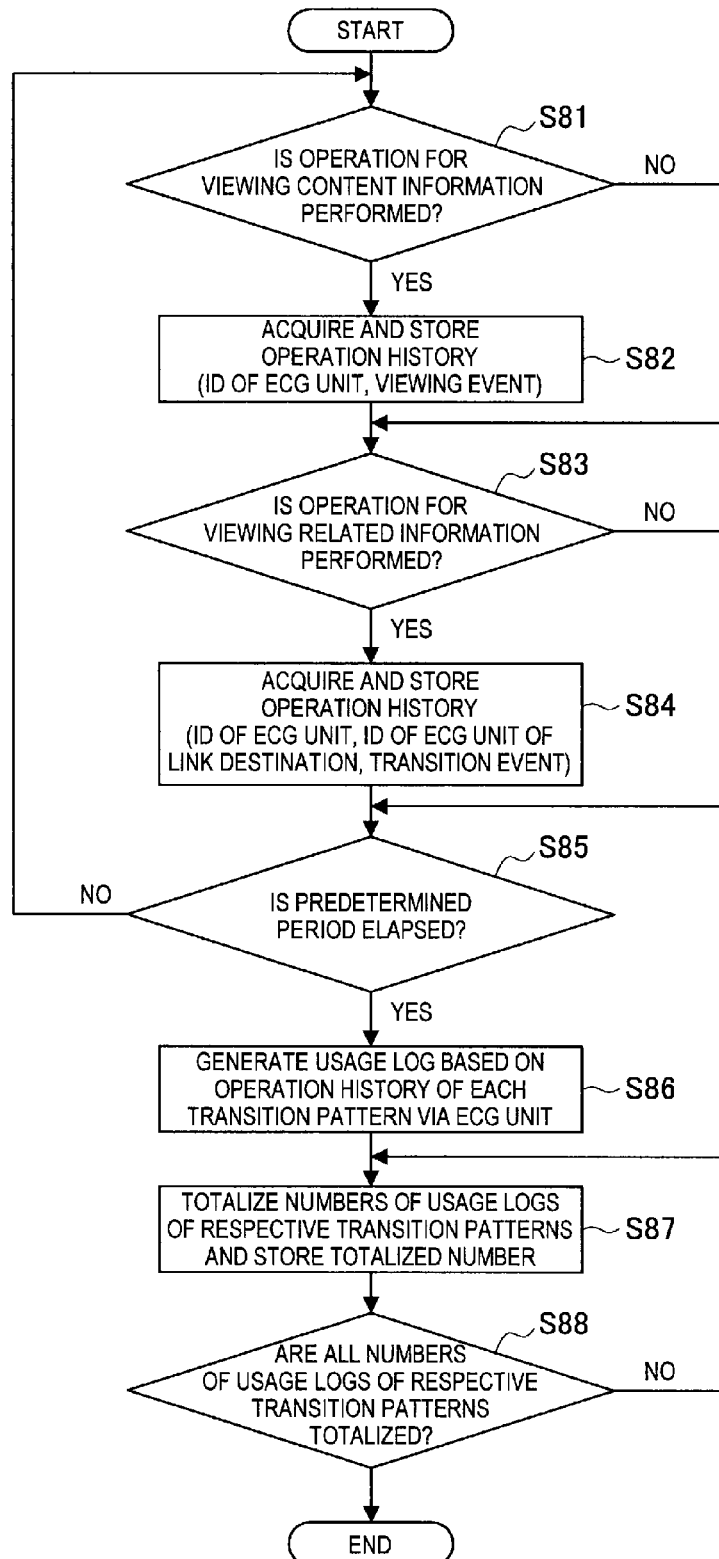 START
S81
IS OPERATION FOR
VIEWING CONTENT INFORMATION
PERFORMED?
NO
YES
ACQUIRE AND STORE
OPERATION HISTORY
(ID OF ECG UNIT, VIEWING EVENT)
S82
S83
IS OPERATION FOR
VIEWING RELATED INFORMATION
PERFORMED?
NO
YES
ACQUIRE AND STORE
OPERATION HISTORY
(ID OF ECG UNIT, ID OF ECG UNIT OF
LINK DESTINATION, TRANSITION EVENT)
S84
S85
NO
IS PREDETERMINED
PERIOD ELAPSED?
YES
GENERATE USAGE LOG BASED ON
OPERATION HISTORY OF EACH
TRANSITION PATTERN VIA ECG UNIT
S86
TOTALIZE NUMBERS OF USAGE LOGS
OF RESPECTIVE TRANSITION PATTERNS
AND STORE TOTALIZED NUMBER
S87
S88
ARE ALL NUMBERS
OF USAGE LOGS OF RESPECTIVE
TRANSITION PATTERNS
TOTALIZED?
NO
END